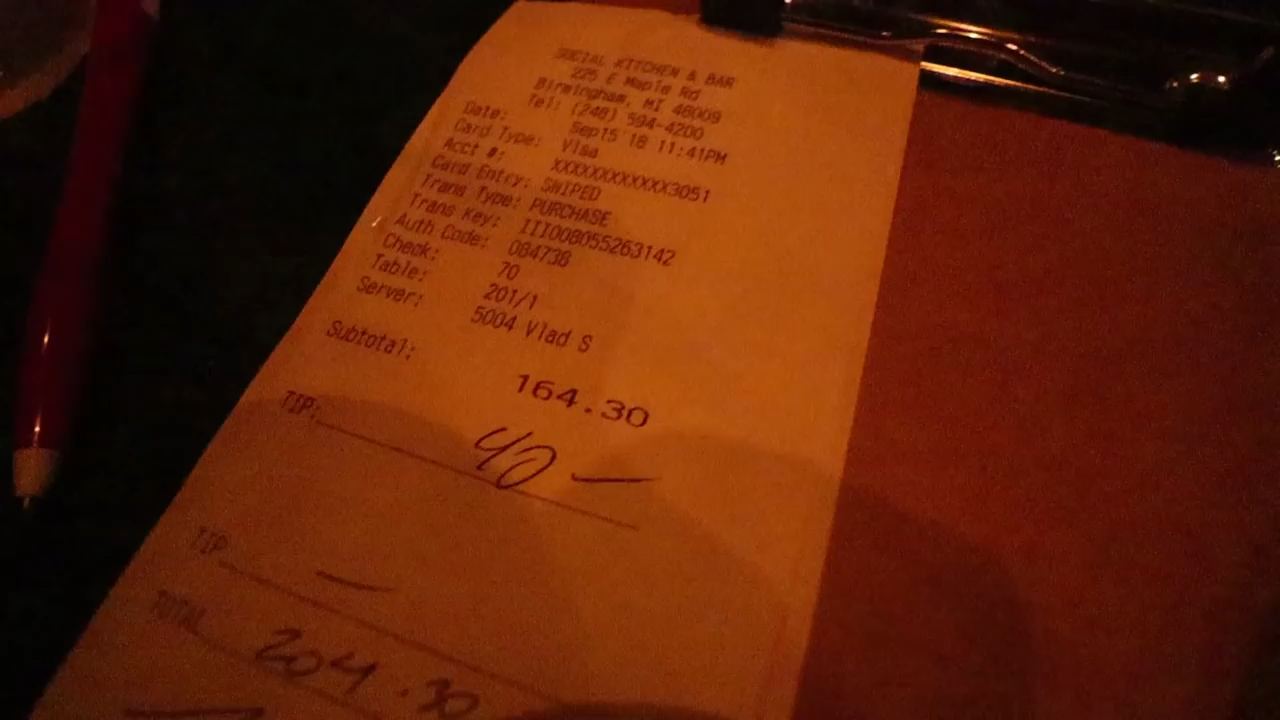 SOCIAL KITCHEN & BAR
225 E Maple Rd
Birmingham, MI 48009
Tel: (248) 594-4200
Date: Sep15'18 11:41PM
Card Type: Visa
Acct #: XXXXXXXXXXXX3051
Card Entry: SWIPED
Trans Type: PURCHASE
Trans Key: III008055263142
Auth Code: 084738
Check: 70
Table: 201/1
Server: 5004 Vlad S
Subtotal: 164.30
TIP: 40 —
TIP —
TOTAL 204.30